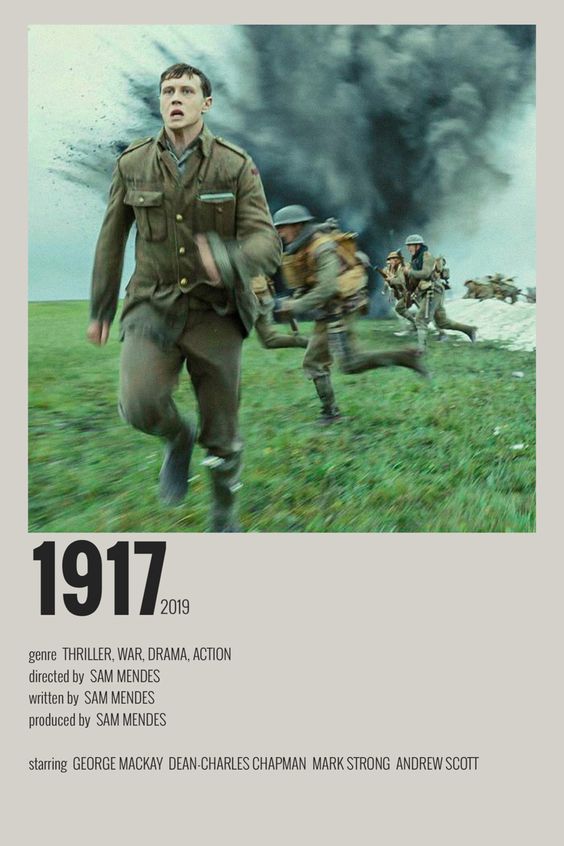 1917 2019
genre THRILLER, WAR, DRAMA, ACTION
directed by SAM MENDES
written by SAM MENDES
produced by SAM MENDES
starring GEORGE MACKAY DEAN-CHARLES CHAPMAN MARK STRONG ANDREW SCOTT